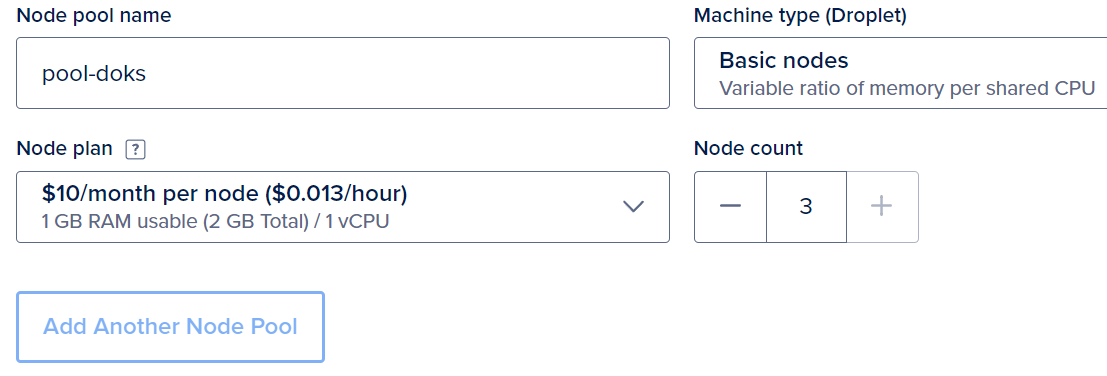 Node pool name
Machine type (Droplet)
pool-doks
Basic nodes
Variable ratio of memory per shared CPU
Node plan ?
Node count
$10/month per node ($0.013/hour)
1 GB RAM usable (2 GB Total) / 1 vCPU
− 3 +
Add Another Node Pool